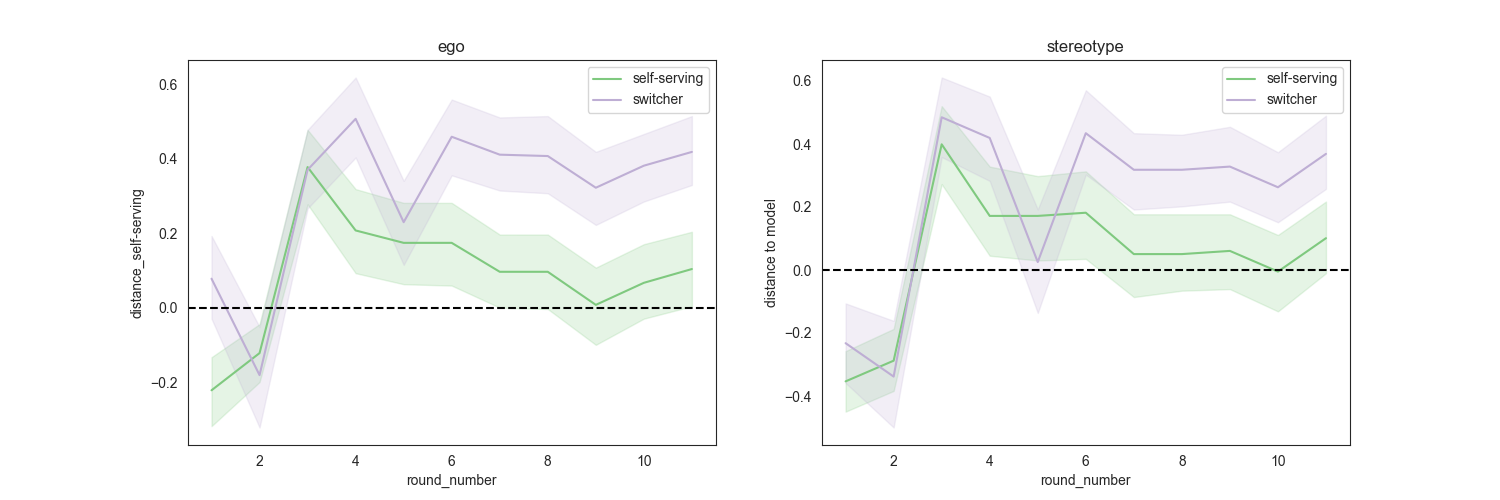 ego
self-serving
switcher
distance_self-serving
0.6
0.4
0.2
0.0
−0.2
2
4
6
8
10
round_number
stereotype
self-serving
switcher
distance to model
0.6
0.4
0.2
0.0
−0.2
−0.4
2
4
6
8
10
round_number